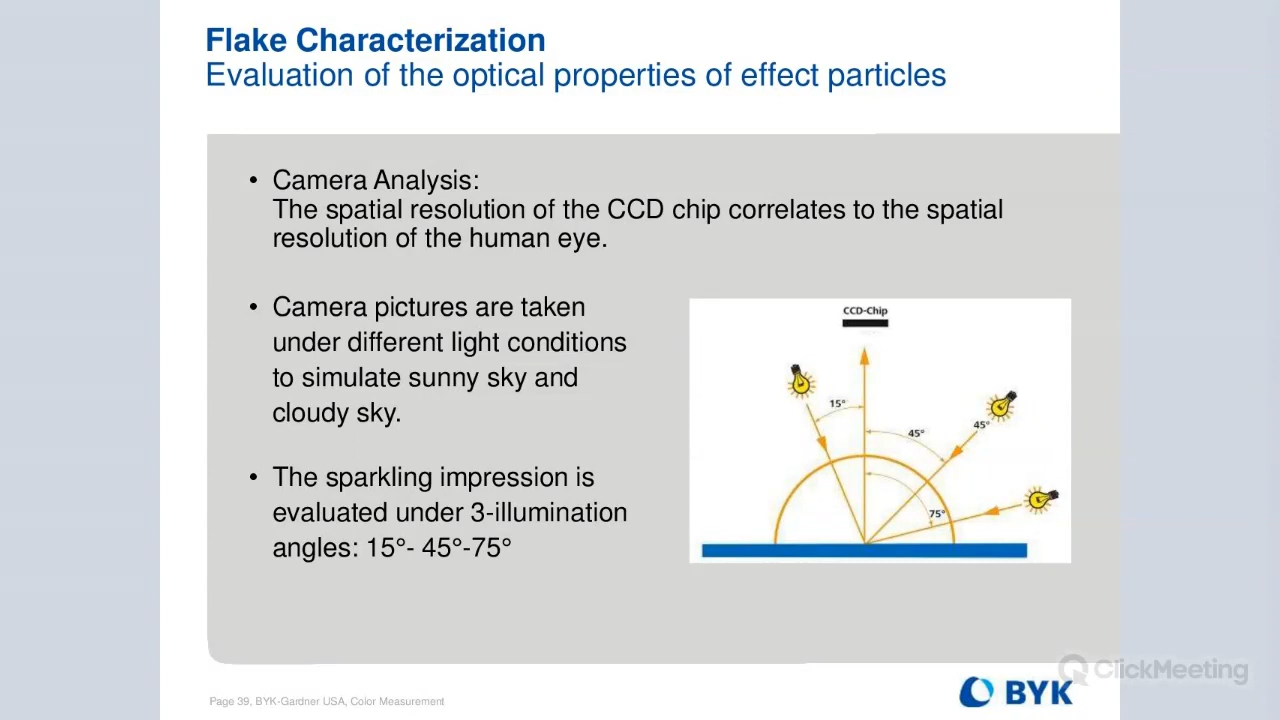 Flake Characterization
Evaluation of the optical properties of effect particles
• Camera Analysis:
The spatial resolution of the CCD chip correlates to the spatial
resolution of the human eye.
• Camera pictures are taken
under different light conditions
to simulate sunny sky and
cloudy sky.
• The sparkling impression is
evaluated under 3-illumination
angles: 15°- 45°-75°
CCD-Chip
15°
45°
45°
75°
ClickMeeting
Page 39, BYK-Gardner USA, Color Measurement
BYK